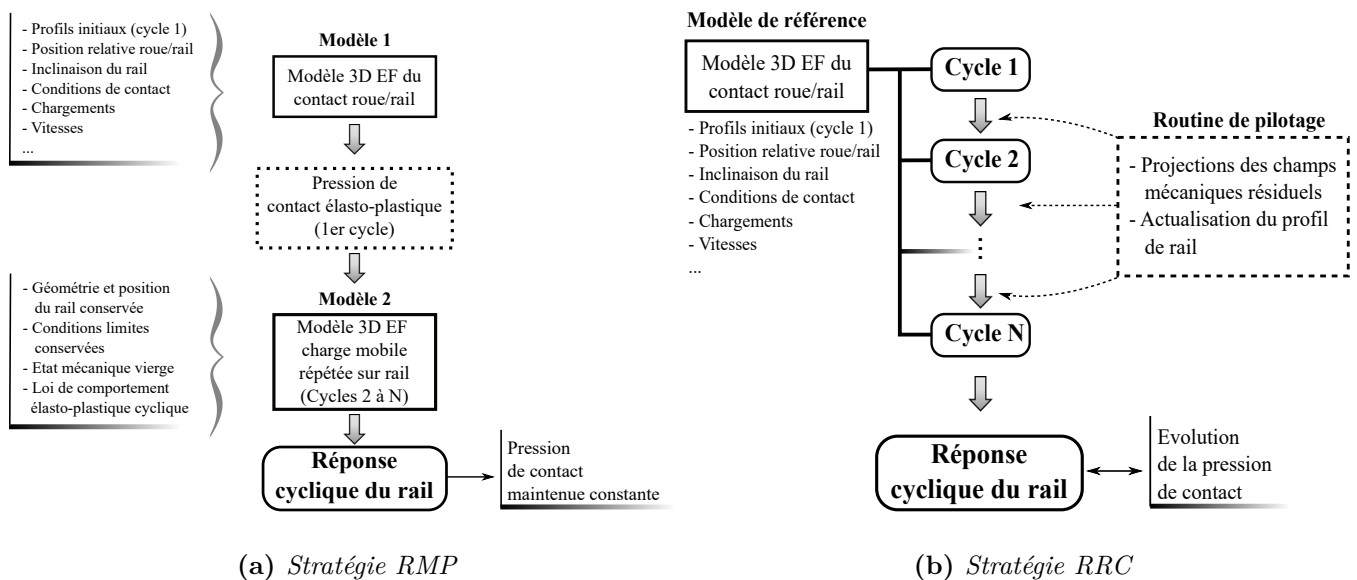 - Profils initiaux (cycle 1)
- Position relative roue/rail
- Inclinaison du rail
- Conditions de contact
- Chargements
- Vitesses
...
Modèle 1
Modèle 3D EF du
contact roue/rail
Pression de
contact élasto-plastique
(1er cycle)
- Géométrie et position
du rail conservée
- Conditions limites
conservées
- Etat mécanique vierge
- Loi de comportement
élasto-plastique cyclique
Modèle 2
Modèle 3D EF
charge mobile
répétée sur rail
(Cycles 2 à N)
Réponse
cyclique du rail
Pression
de contact
maintenue constante
(a) Stratégie RMP
Modèle de référence
Modèle 3D EF du
contact roue/rail
- Profils initiaux (cycle 1)
- Position relative roue/rail
- Inclinaison du rail
- Conditions de contact
- Chargements
- Vitesses
...
Cycle 1
Cycle 2
Cycle N
Routine de pilotage
- Projections des champs
mécaniques résiduels
- Actualisation du profil
de rail
Réponse
cyclique du rail
Evolution
de la pression
de contact
(b) Stratégie RRC